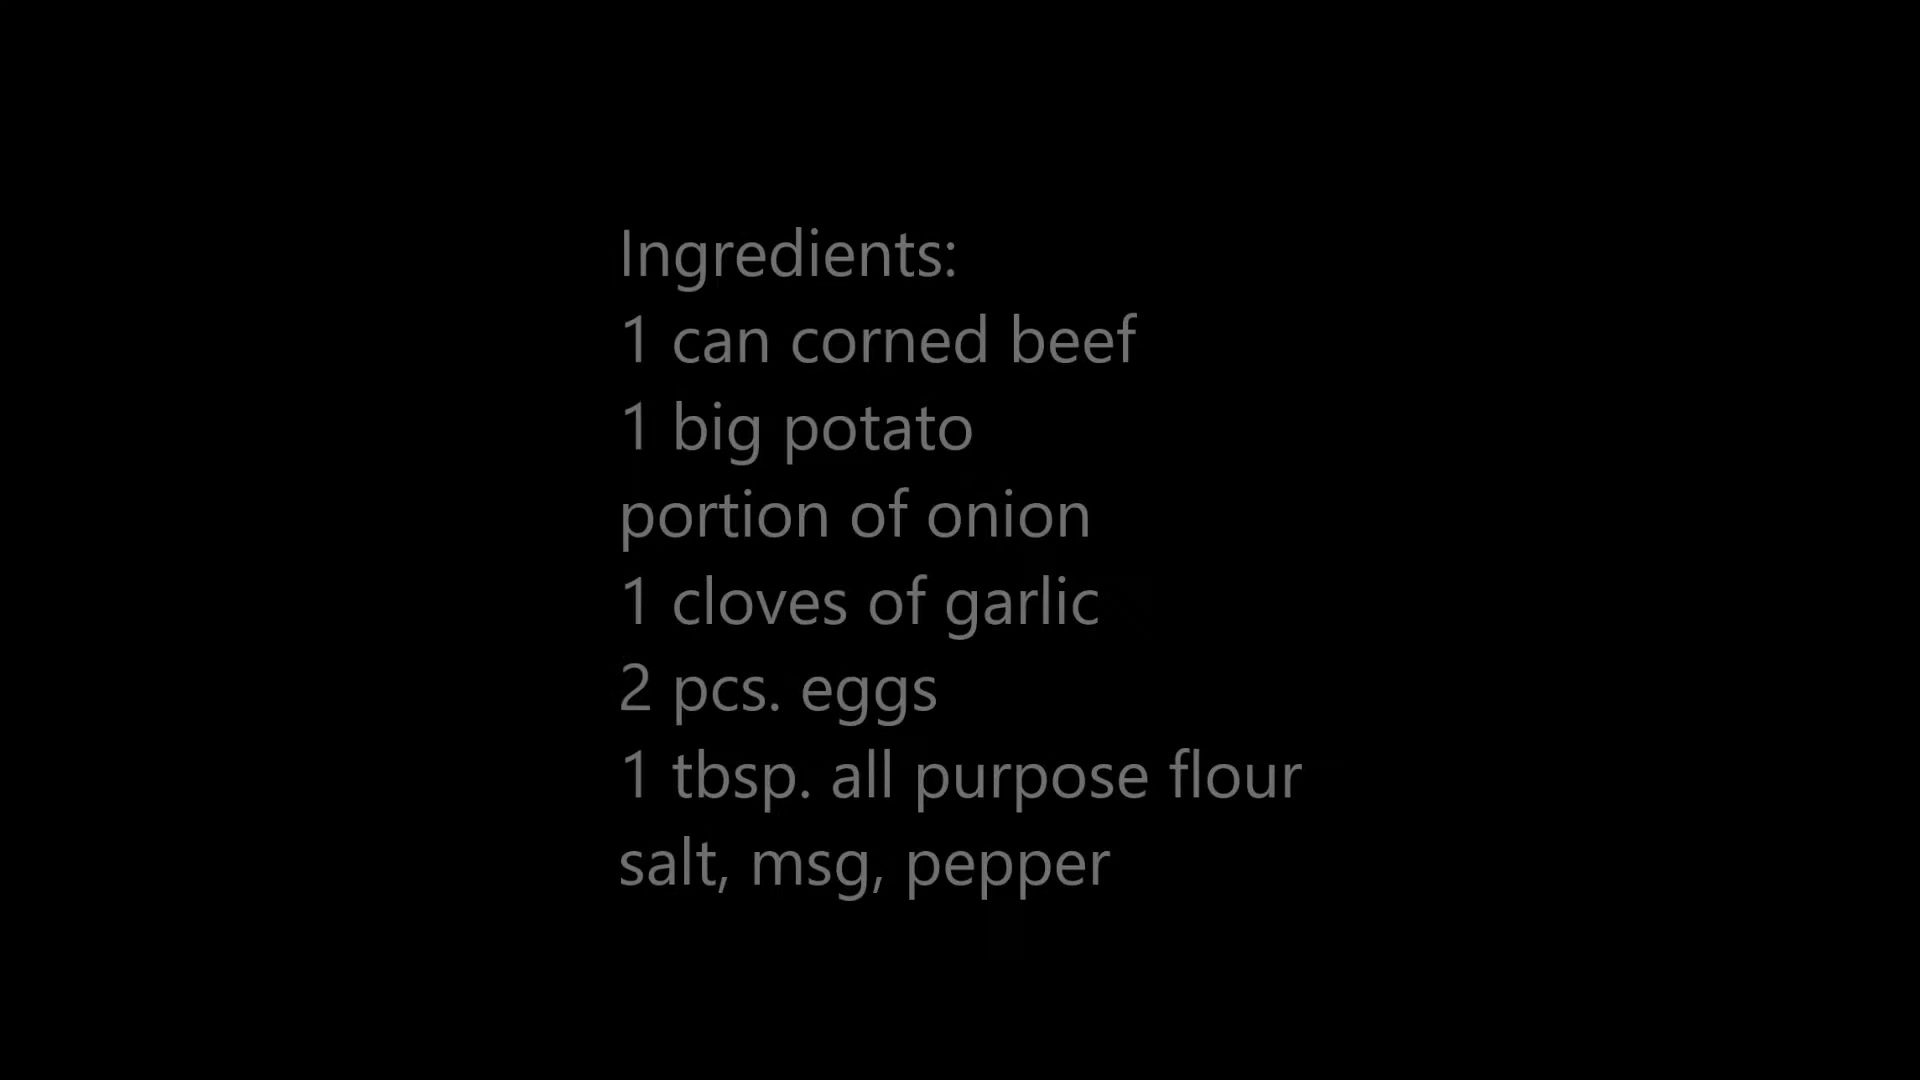 Ingredients:
1 can corned beef
1 big potato
portion of onion
1 cloves of garlic
2 pcs. eggs
1 tbsp. all purpose flour
salt, msg, pepper